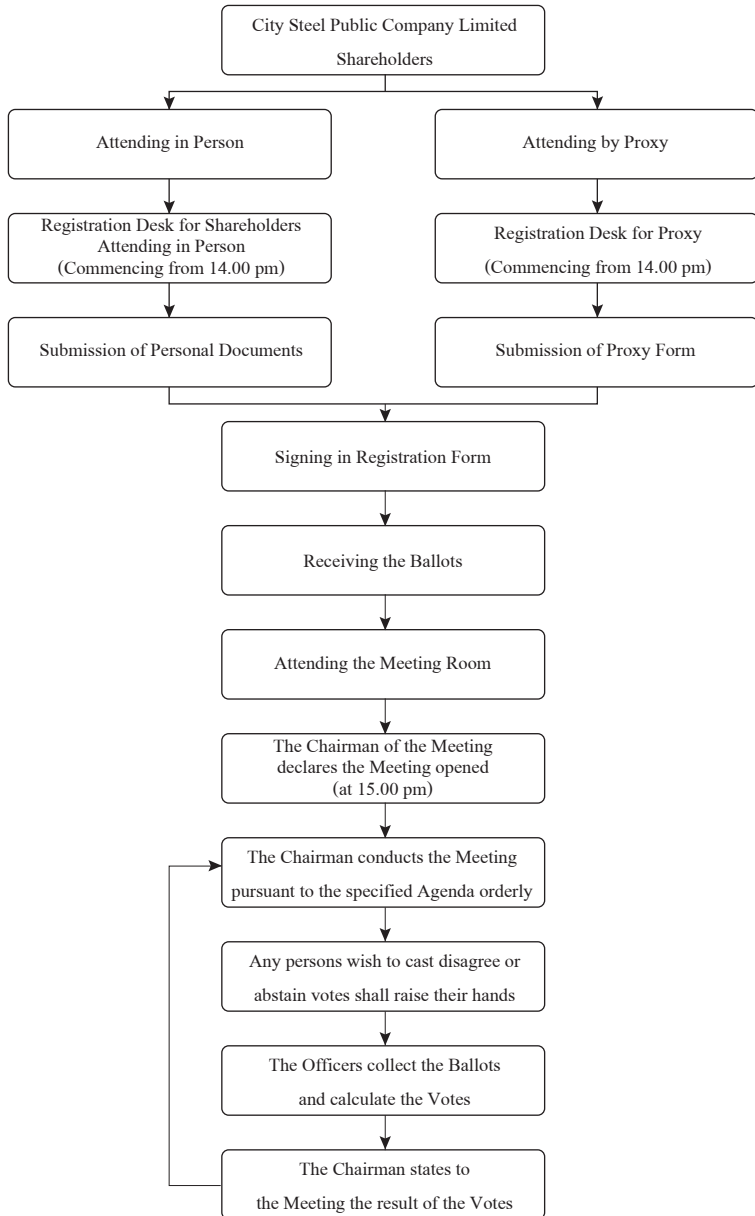 City Steel Public Company Limited
Shareholders
Attending in Person
Attending by Proxy
Registration Desk for Shareholders
Attending in Person
(Commencing from 14.00 pm)
Registration Desk for Proxy
(Commencing from 14.00 pm)
Submission of Personal Documents
Submission of Proxy Form
Signing in Registration Form
Receiving the Ballots
Attending the Meeting Room
The Chairman of the Meeting
declares the Meeting opened
(at 15.00 pm)
The Chairman conducts the Meeting
pursuant to the specified Agenda orderly
Any persons wish to cast disagree or
abstain votes shall raise their hands
The Officers collect the Ballots
and calculate the Votes
The Chairman states to
the Meeting the result of the Votes